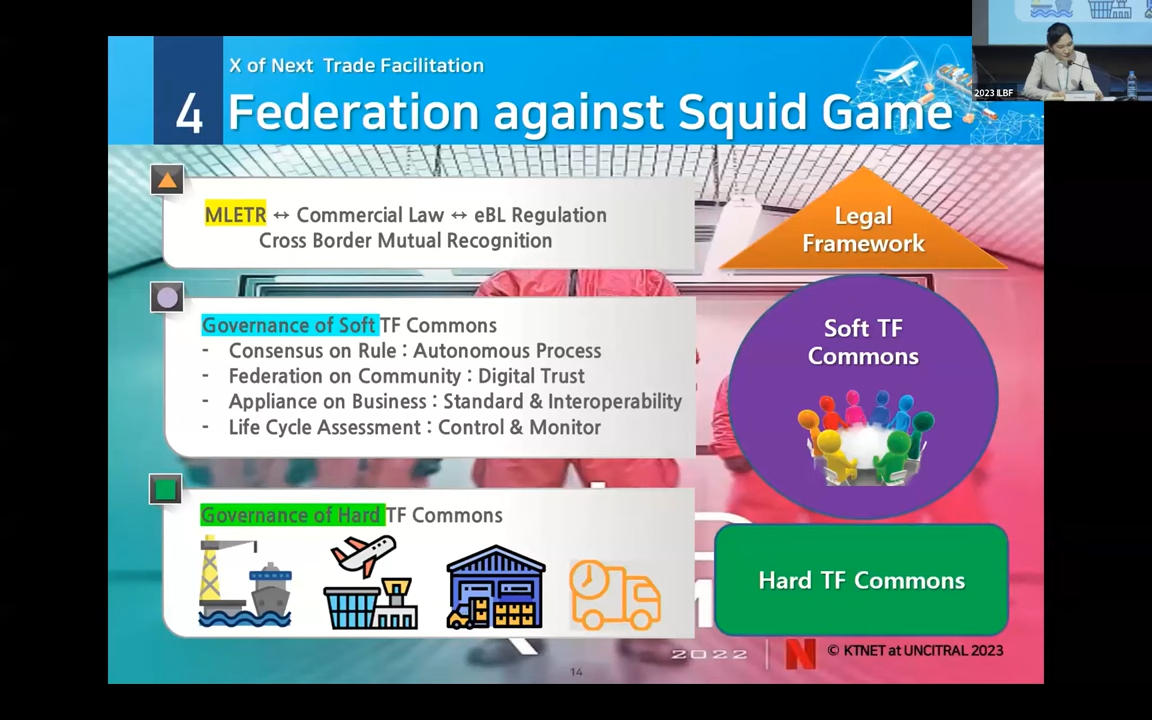 X of Next Trade Facilitation
4 Federation against Squid Game
2023 ILBF
MLETR ↔ Commercial Law ↔ eBL Regulation
Cross Border Mutual Recognition
Legal
Framework
Governance of Soft TF Commons
- Consensus on Rule : Autonomous Process
- Federation on Community : Digital Trust
- Appliance on Business : Standard & Interoperability
- Life Cycle Assessment : Control & Monitor
Soft TF
Commons
Governance of Hard TF Commons
Hard TF Commons
2022
N
© KTNET at UNCITRAL 2023
14